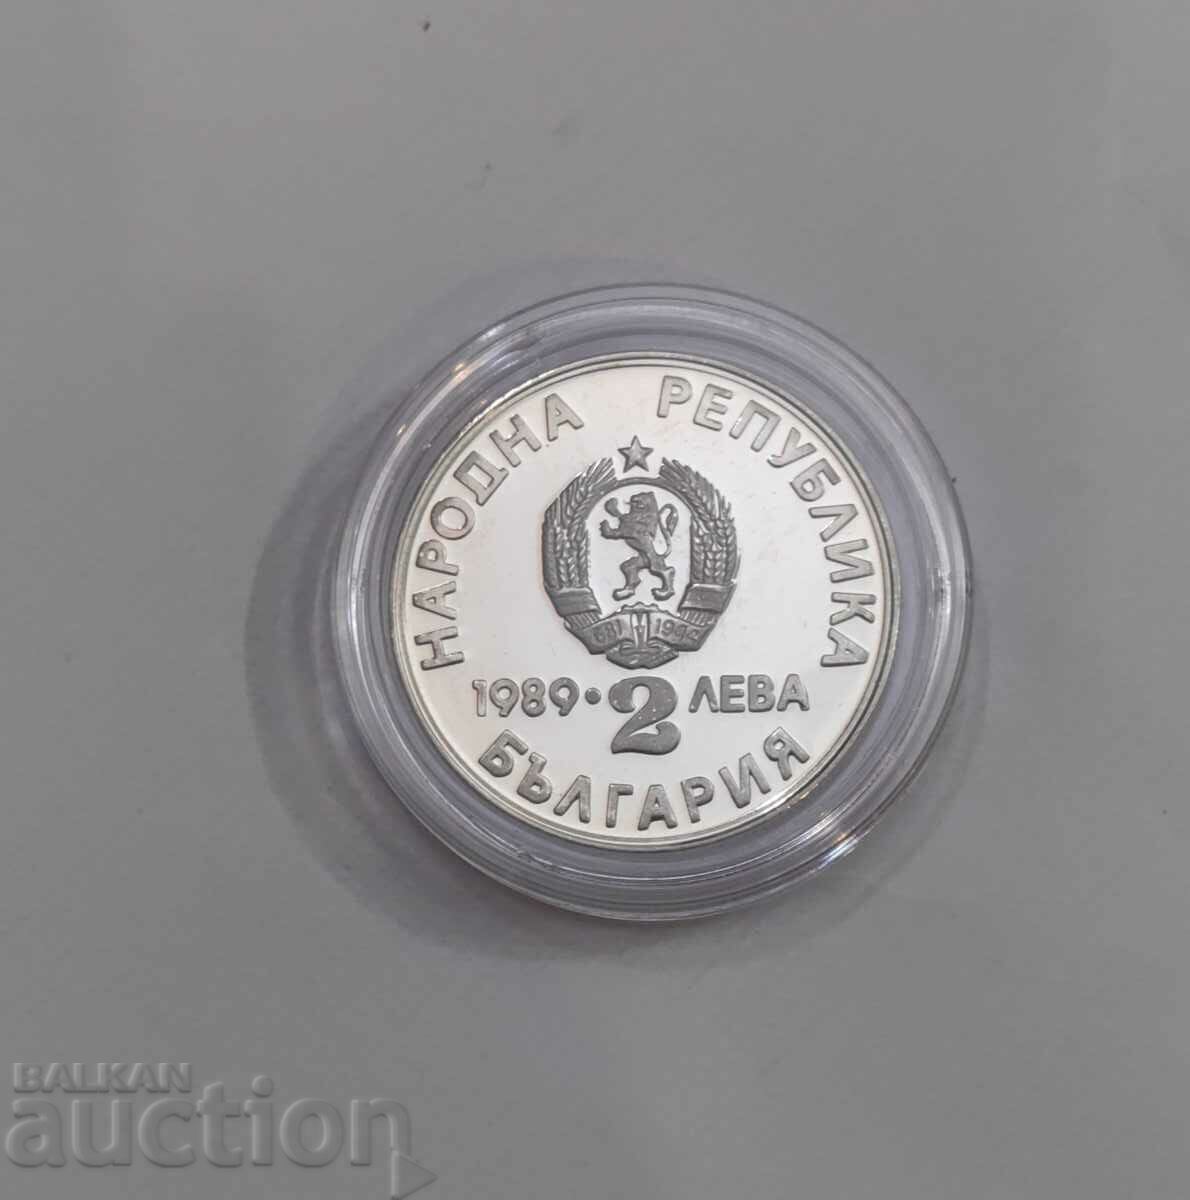 НАРОДНА РЕПУБЛИКА
681 1944
1989 • 2 ЛЕВА
БЪЛГАРИЯ
BALKAN
auction